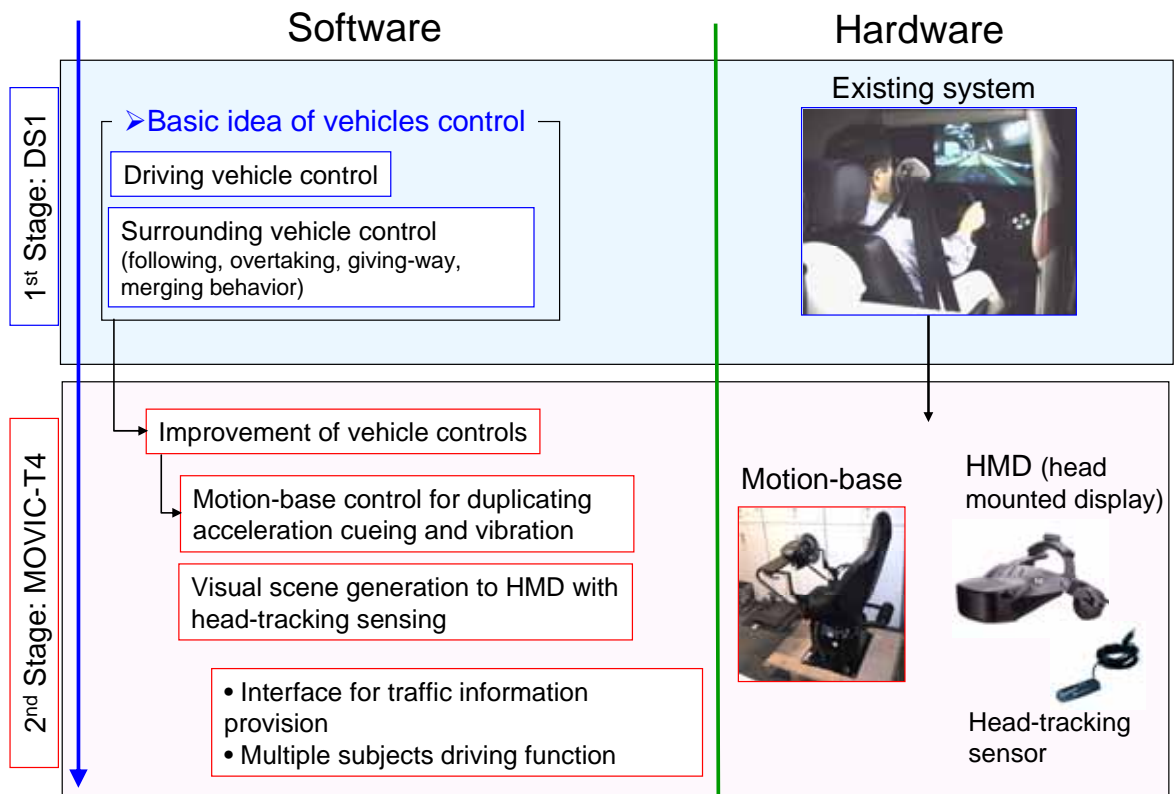 Software
Hardware
1st Stage: DS1
➢Basic idea of vehicles control
Driving vehicle control
Surrounding vehicle control
(following, overtaking, giving-way,
merging behavior)
Existing system
2nd Stage: MOVIC-T4
Improvement of vehicle controls
Motion-base control for duplicating
acceleration cueing and vibration
Visual scene generation to HMD with
head-tracking sensing
• Interface for traffic information
provision
• Multiple subjects driving function
Motion-base
HMD (head
mounted display)
Head-tracking
sensor